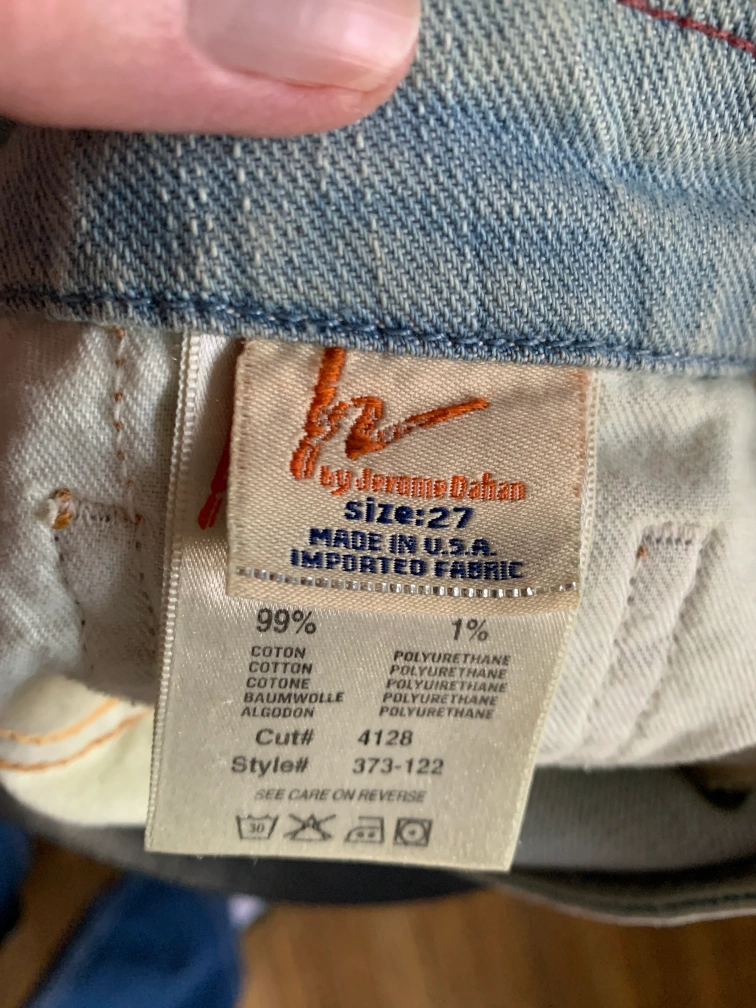 by Jerome Dahan
size:27
MADE IN U.S.A.
IMPORTED FABRIC
99% 1%
COTON POLYURETHANE
COTTON POLYURETHANE
COTONE POLYUIRETHANE
BAUMWOLLE POLYURETHANE
ALGODON POLYURETHANE
Cut# 4128
Style# 373-122
SEE CARE ON REVERSE
30